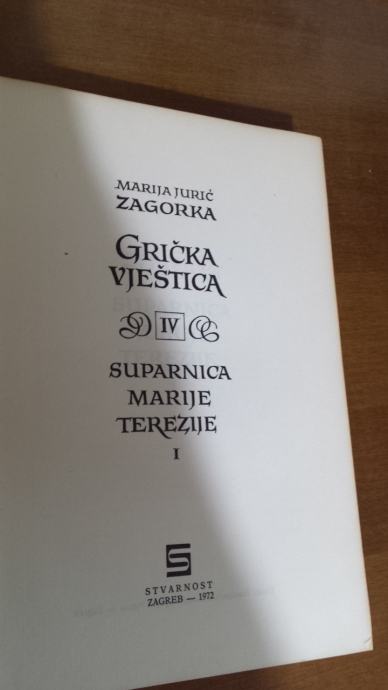 MARIJA JURIĆ
ZAGORKA
GRIČKA
VJEŠTICA
IV
SUPARNICA
MARIJE
TEREZIJE
I
S
STVARNOST
ZAGREB — 1972